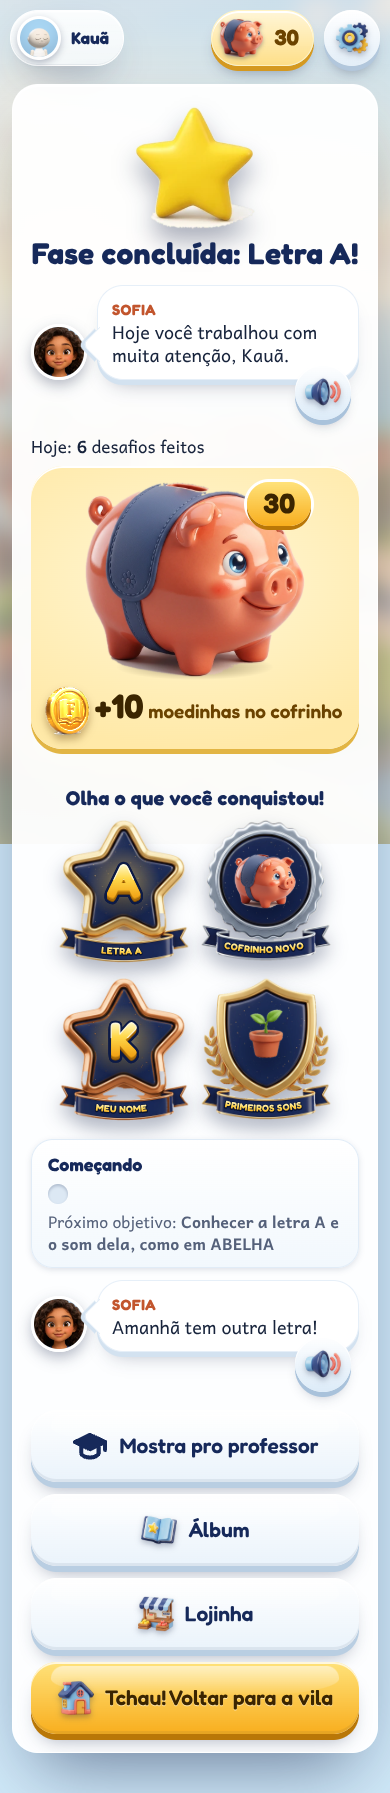 Kauã
30
Fase concluída: Letra A!
SOFIA
Hoje você trabalhou com
muita atenção, Kauã.
Hoje: 6 desafios feitos
30
F
+10 moedinhas no cofrinho
Olha o que você conquistou!
A
LETRA A
COFRINHO NOVO
K
MEU NOME
PRIMEIROS SONS
Começando
Próximo objetivo: Conhecer a letra A e
o som dela, como em ABELHA
SOFIA
Amanhã tem outra letra!
Mostra pro professor
Álbum
Lojinha
Tchau! Voltar para a vila